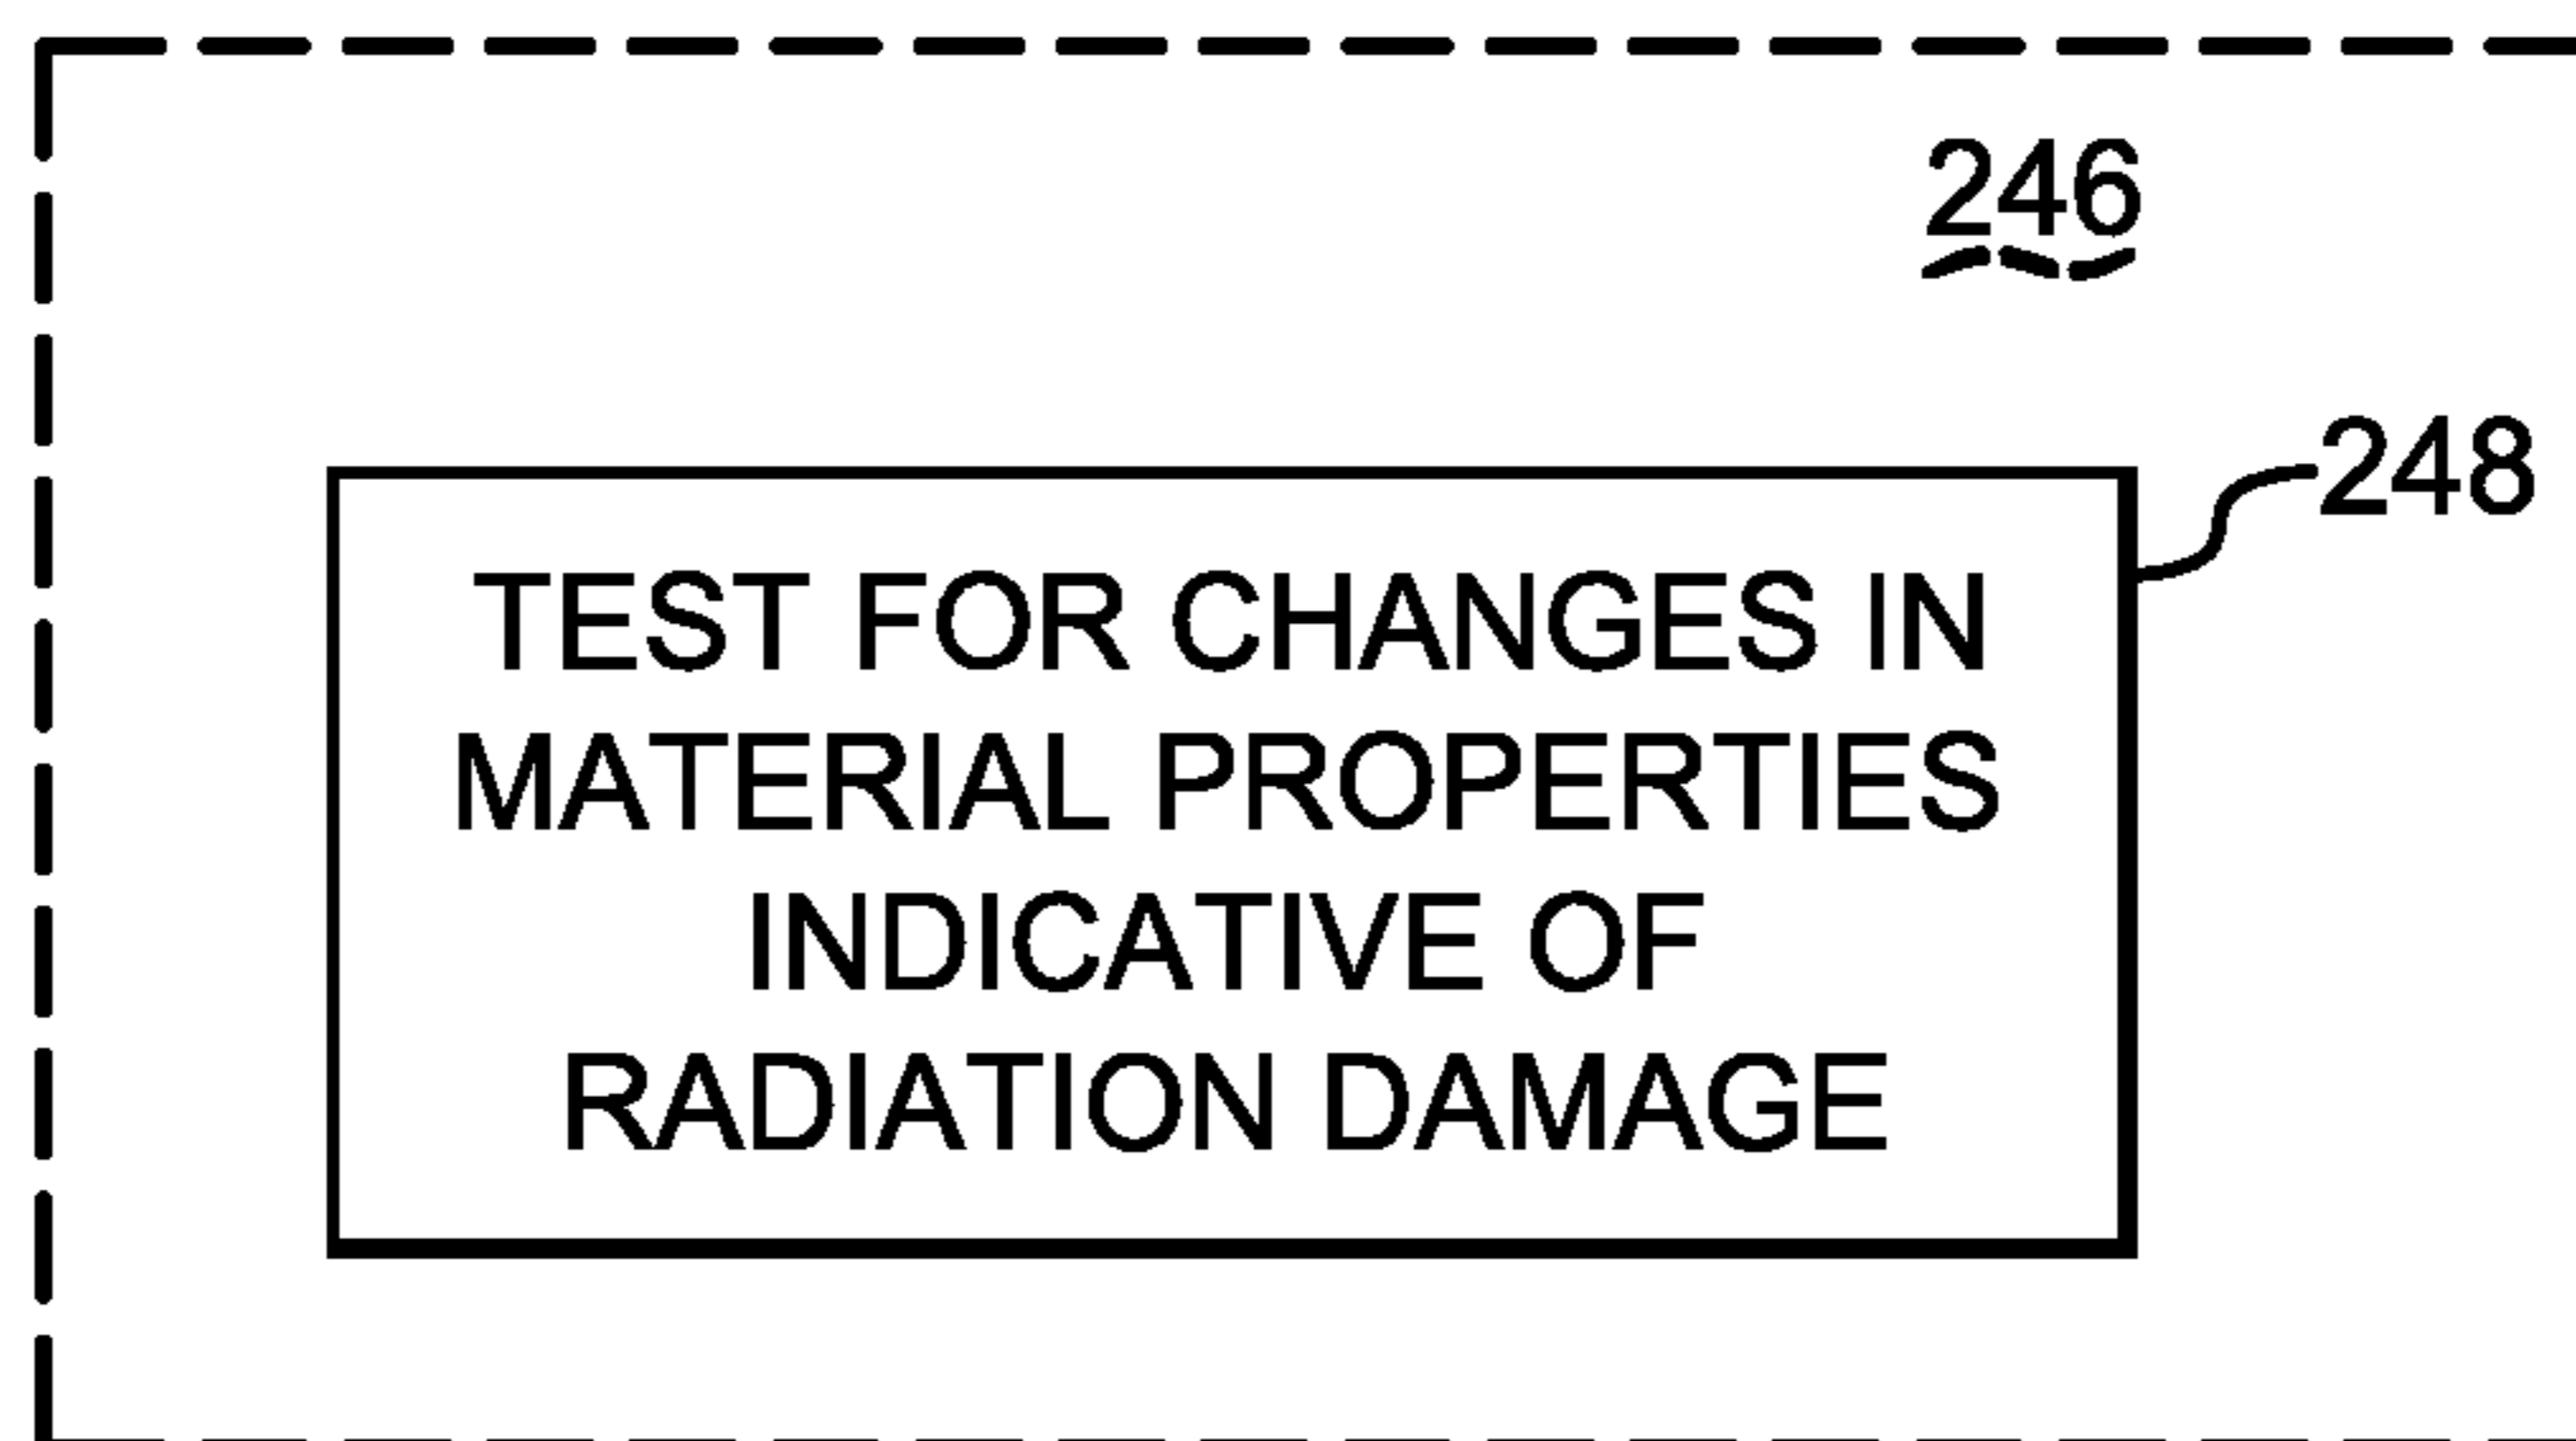 246
248
TEST FOR CHANGES IN
MATERIAL PROPERTIES
INDICATIVE OF
RADIATION DAMAGE